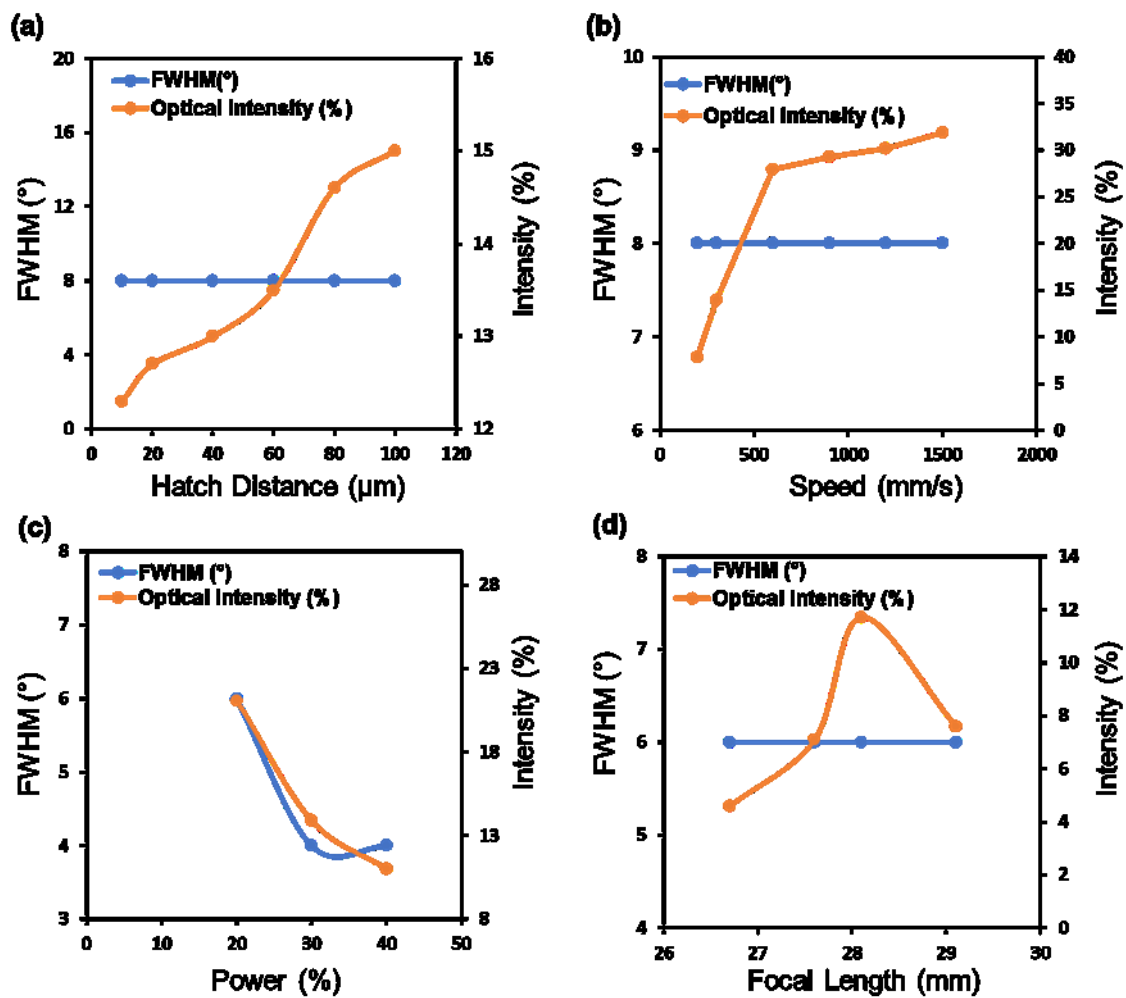 (a)
20
16
12
8
4
0
FWHM (°)
FWHM(°)
Optical Intensity (%)
16
15
14
13
12
Intensity (%)
0 20 40 60 80 100 120
Hatch Distance (µm)
(b)
10
9
8
7
6
FWHM (°)
FWHM(°)
Optical Intensity (%)
40
35
30
25
20
15
10
5
0
Intensity (%)
0 500 1000 1500 2000
Speed (mm/s)
(c)
8
7
6
5
4
3
FWHM (°)
FWHM (°)
Optical Intensity (%)
28
23
18
13
8
Intensity (%)
0 10 20 30 40 50
Power (%)
(d)
8
7
6
5
4
FWHM (°)
FWHM (°)
Optical Intensity (%)
14
12
10
8
6
4
2
0
Intensity (%)
26 27 28 29 30
Focal Length (mm)